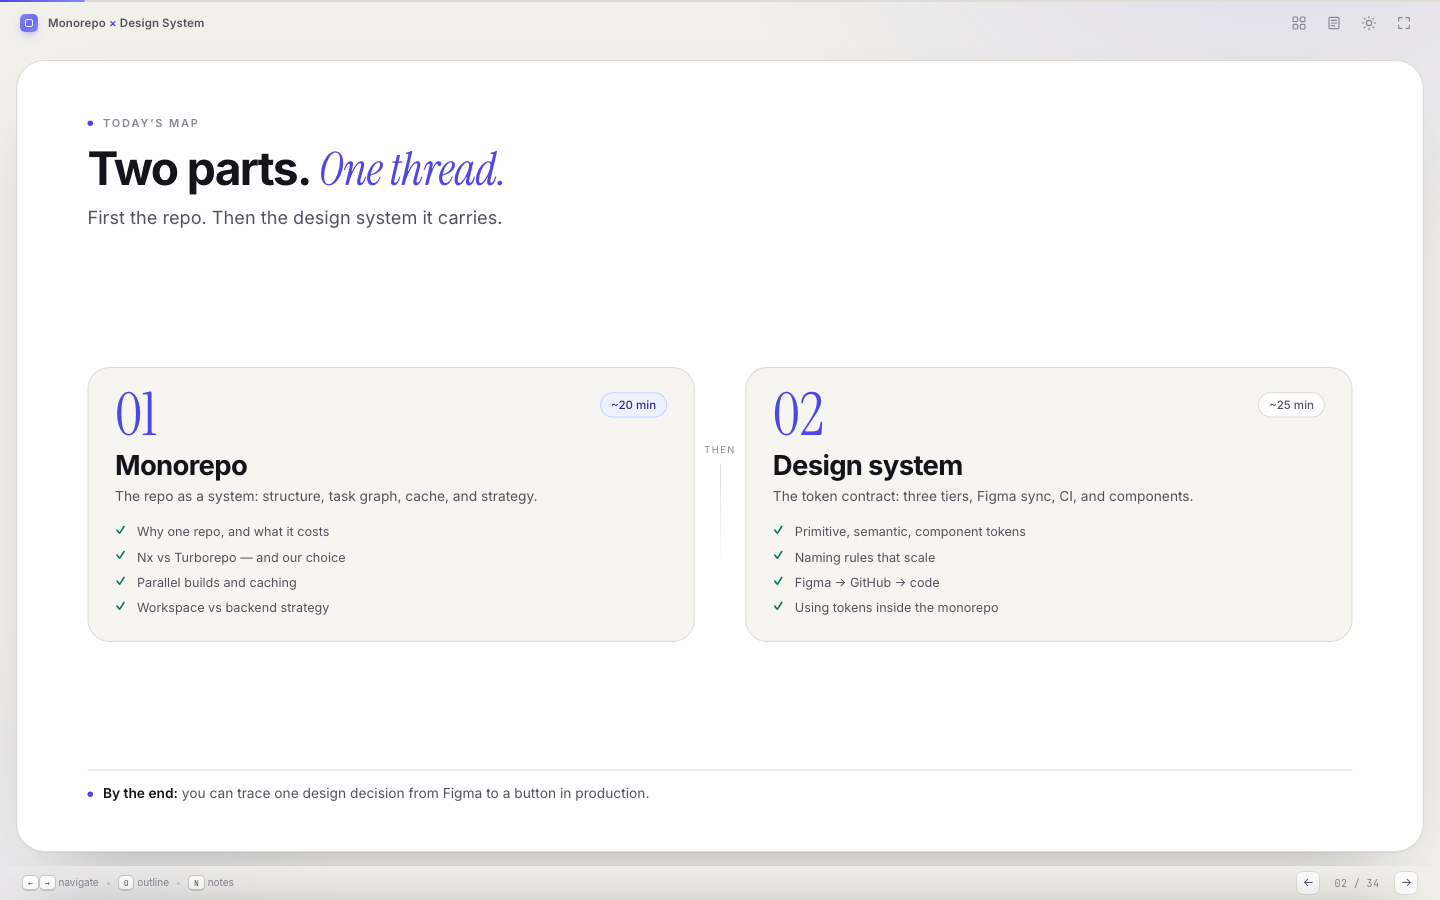 Monorepo × Design System
TODAY’S MAP
Two parts. One thread.
First the repo. Then the design system it carries.
01
~20 min
Monorepo
The repo as a system: structure, task graph, cache, and strategy.
Why one repo, and what it costs
Nx vs Turborepo — and our choice
Parallel builds and caching
Workspace vs backend strategy
THEN
02
~25 min
Design system
The token contract: three tiers, Figma sync, CI, and components.
Primitive, semantic, component tokens
Naming rules that scale
Figma → GitHub → code
Using tokens inside the monorepo
By the end: you can trace one design decision from Figma to a button in production.
← → navigate • O outline • N notes
← 02 / 34 →